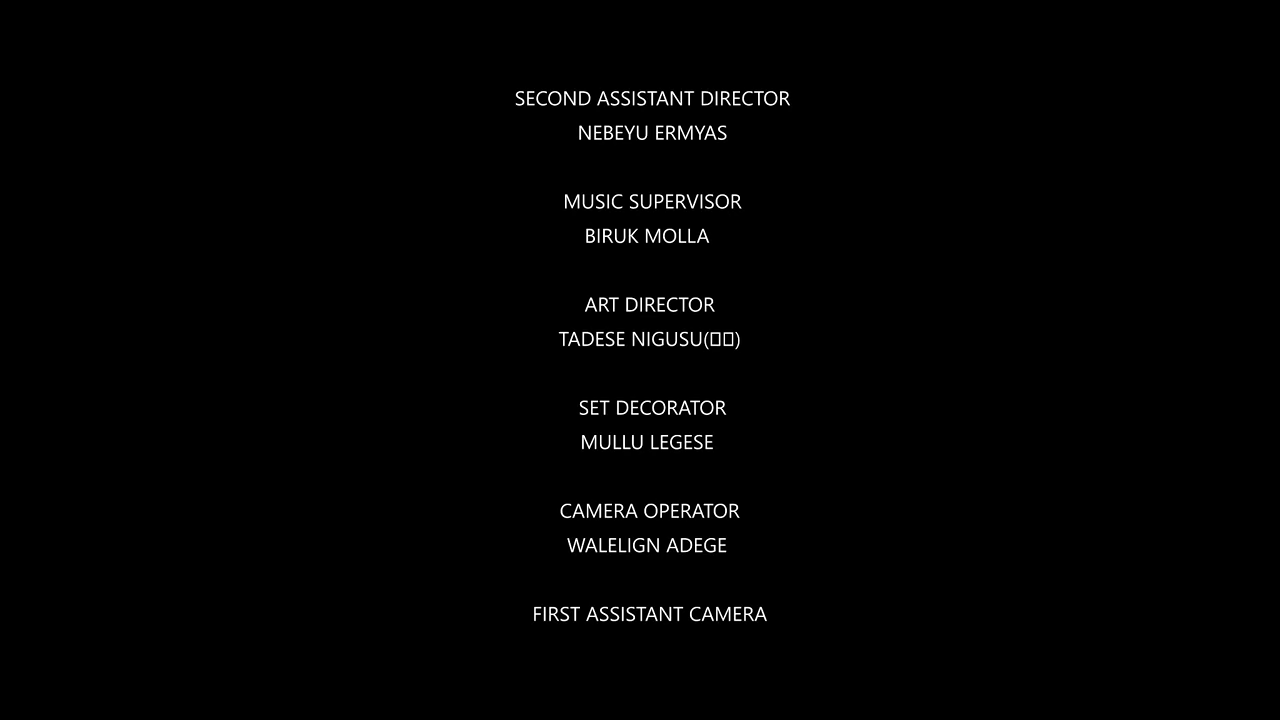 SECOND ASSISTANT DIRECTOR
NEBEYU ERMYAS
MUSIC SUPERVISOR
BIRUK MOLLA
ART DIRECTOR
TADESE NIGUSU(▯▯)
SET DECORATOR
MULLU LEGESE
CAMERA OPERATOR
WALELIGN ADEGE
FIRST ASSISTANT CAMERA